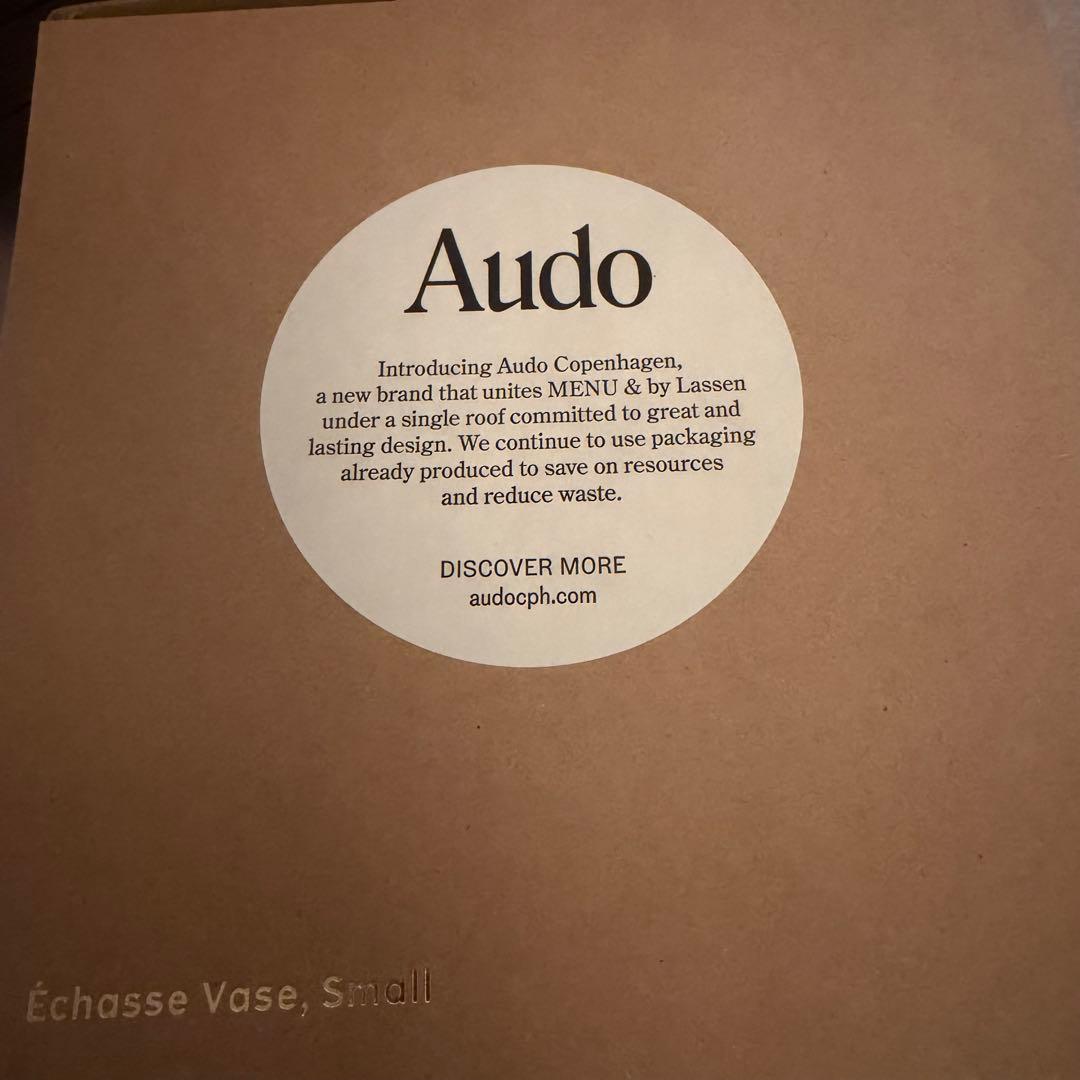 Audo
Introducing Audo Copenhagen,
a new brand that unites MENU & by Lassen
under a single roof committed to great and
lasting design. We continue to use packaging
already produced to save on resources
and reduce waste.
DISCOVER MORE
audocph.com
Échasse Vase, Small